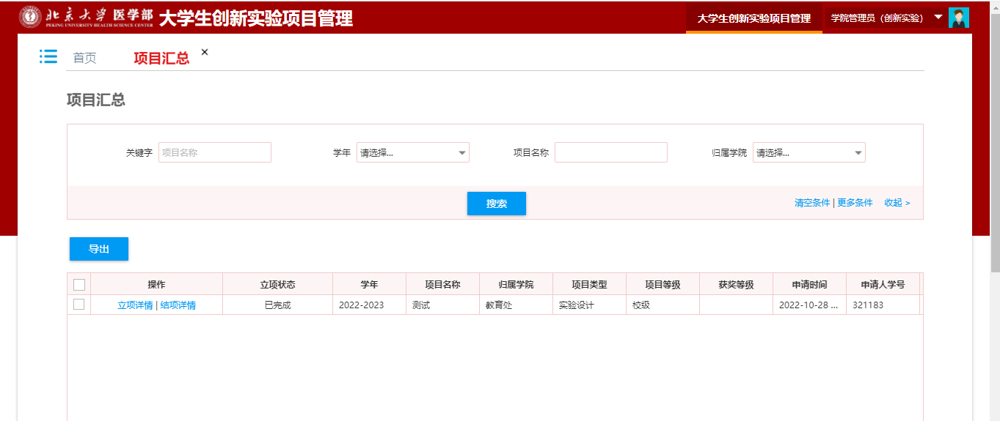 北京大学 医学部 大学生创新实验项目管理 大学生创新实验项目管理 学院管理员（创新实验）
PEKING UNIVERSITY HEALTH SCIENCE CENTER
首页 项目汇总 ×
项目汇总
关键字 项目名称 学年 请选择... 项目名称 归属学院 请选择...
搜索 清空条件 | 更多条件 收起 >
导出
操作 立项状态 学年 项目名称 归属学院 项目类型 项目等级 获奖等级 申请时间 申请人学号
立项详情 | 结项详情 已完成 2022-2023 测试 教育处 实验设计 校级 2022-10-28 ... 321183